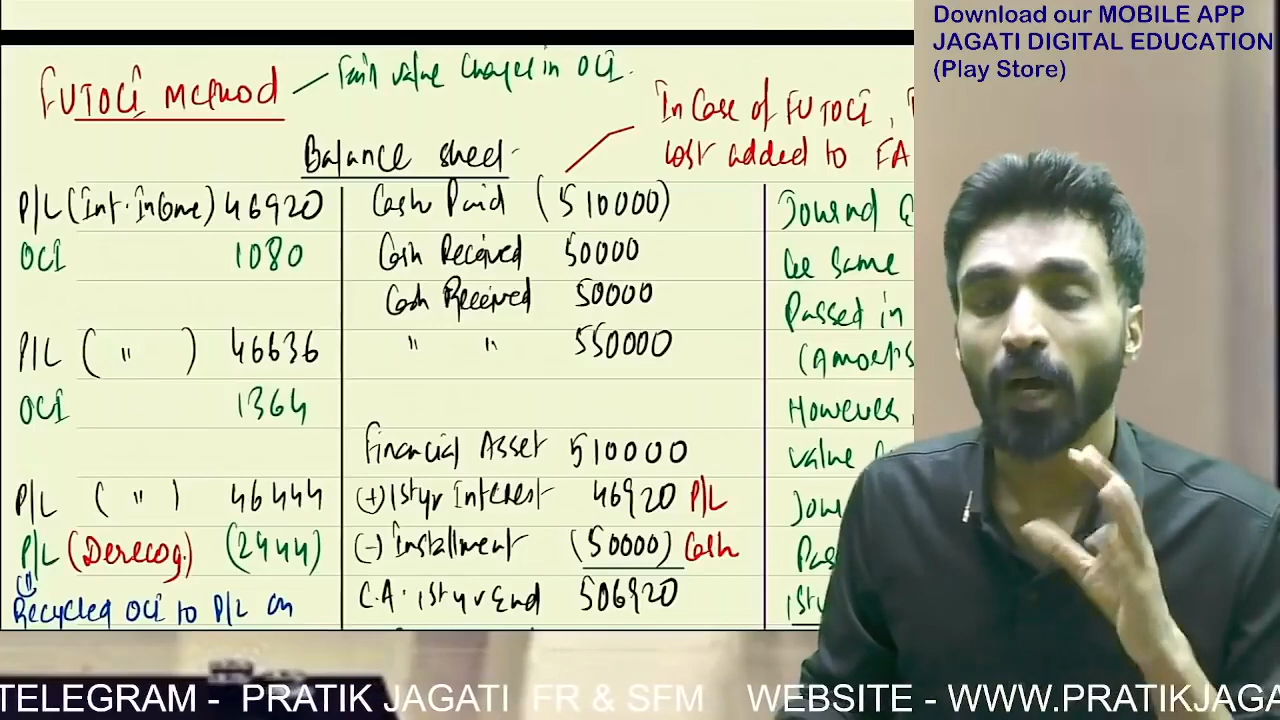 Download our MOBILE APP
JAGATI DIGITAL EDUCATION
(Play Store)
FVTOCI Method
Fair value changes in OCI.
In Case of FVTOCI,
Cost added to FA
Balance sheet
P/L (Int. Income) 46920
OCI 1080
P/L ( " ) 46636
OCI 1364
P/L ( " ) 46444
P/L (Derecog.) (2444)
Recycled OCI to P/L on
Cash Paid (510000)
Cash Received 50000
Cash Received 50000
" " 550000
Financial Asset 510000
(+) 1st yr Interest 46920 P/L
(-) Installment (50000) Cash
C.A. 1st yr End 506920
Journal
be same
Passed in
However,
value
1st
TELEGRAM - PRATIK JAGATI FR & SFM WEBSITE - WWW.PRATIKJAGA